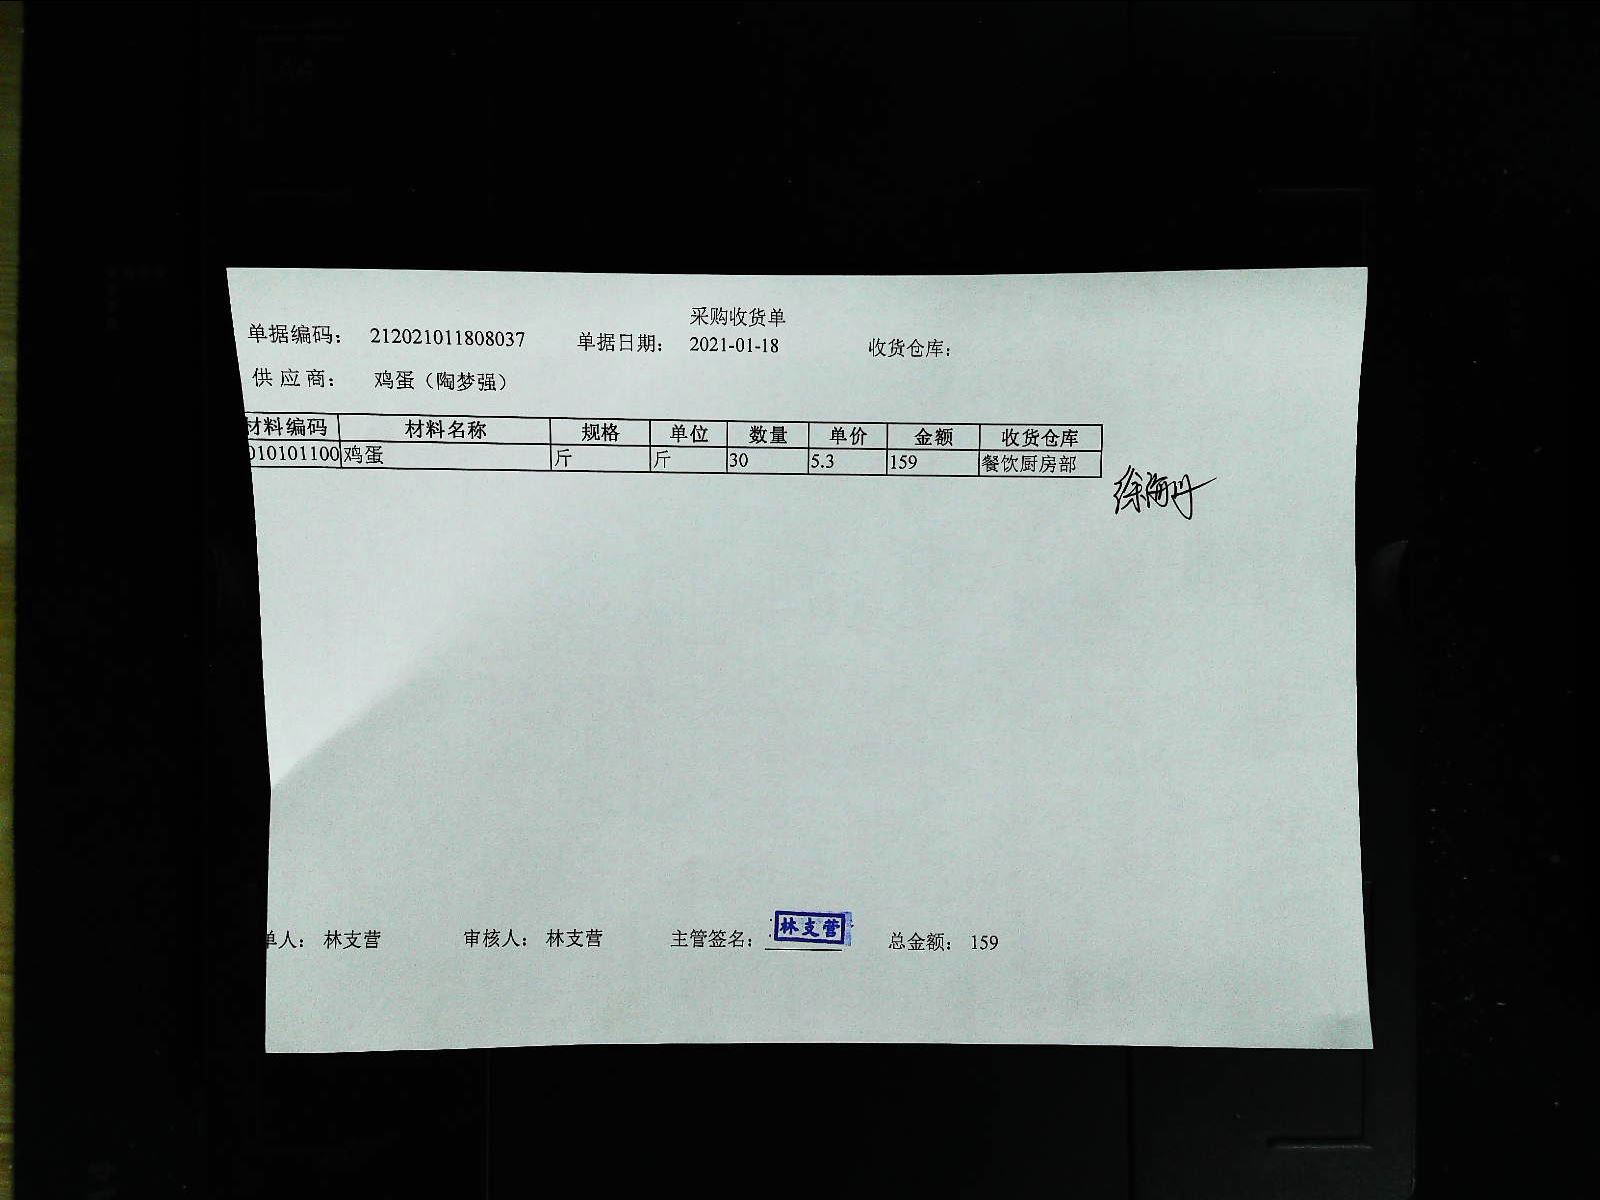 采购收货单
单据编码： 212021011808037 单据日期： 2021-01-18 收货仓库：
供应商： 鸡蛋（陶梦强）
材料编码 材料名称 规格 单位 数量 单价 金额 收货仓库
010101100 鸡蛋 斤 斤 30 5.3 159 餐饮厨房部
徐海丹
单人： 林支营 审核人： 林支营 主管签名： 林支营 总金额： 159